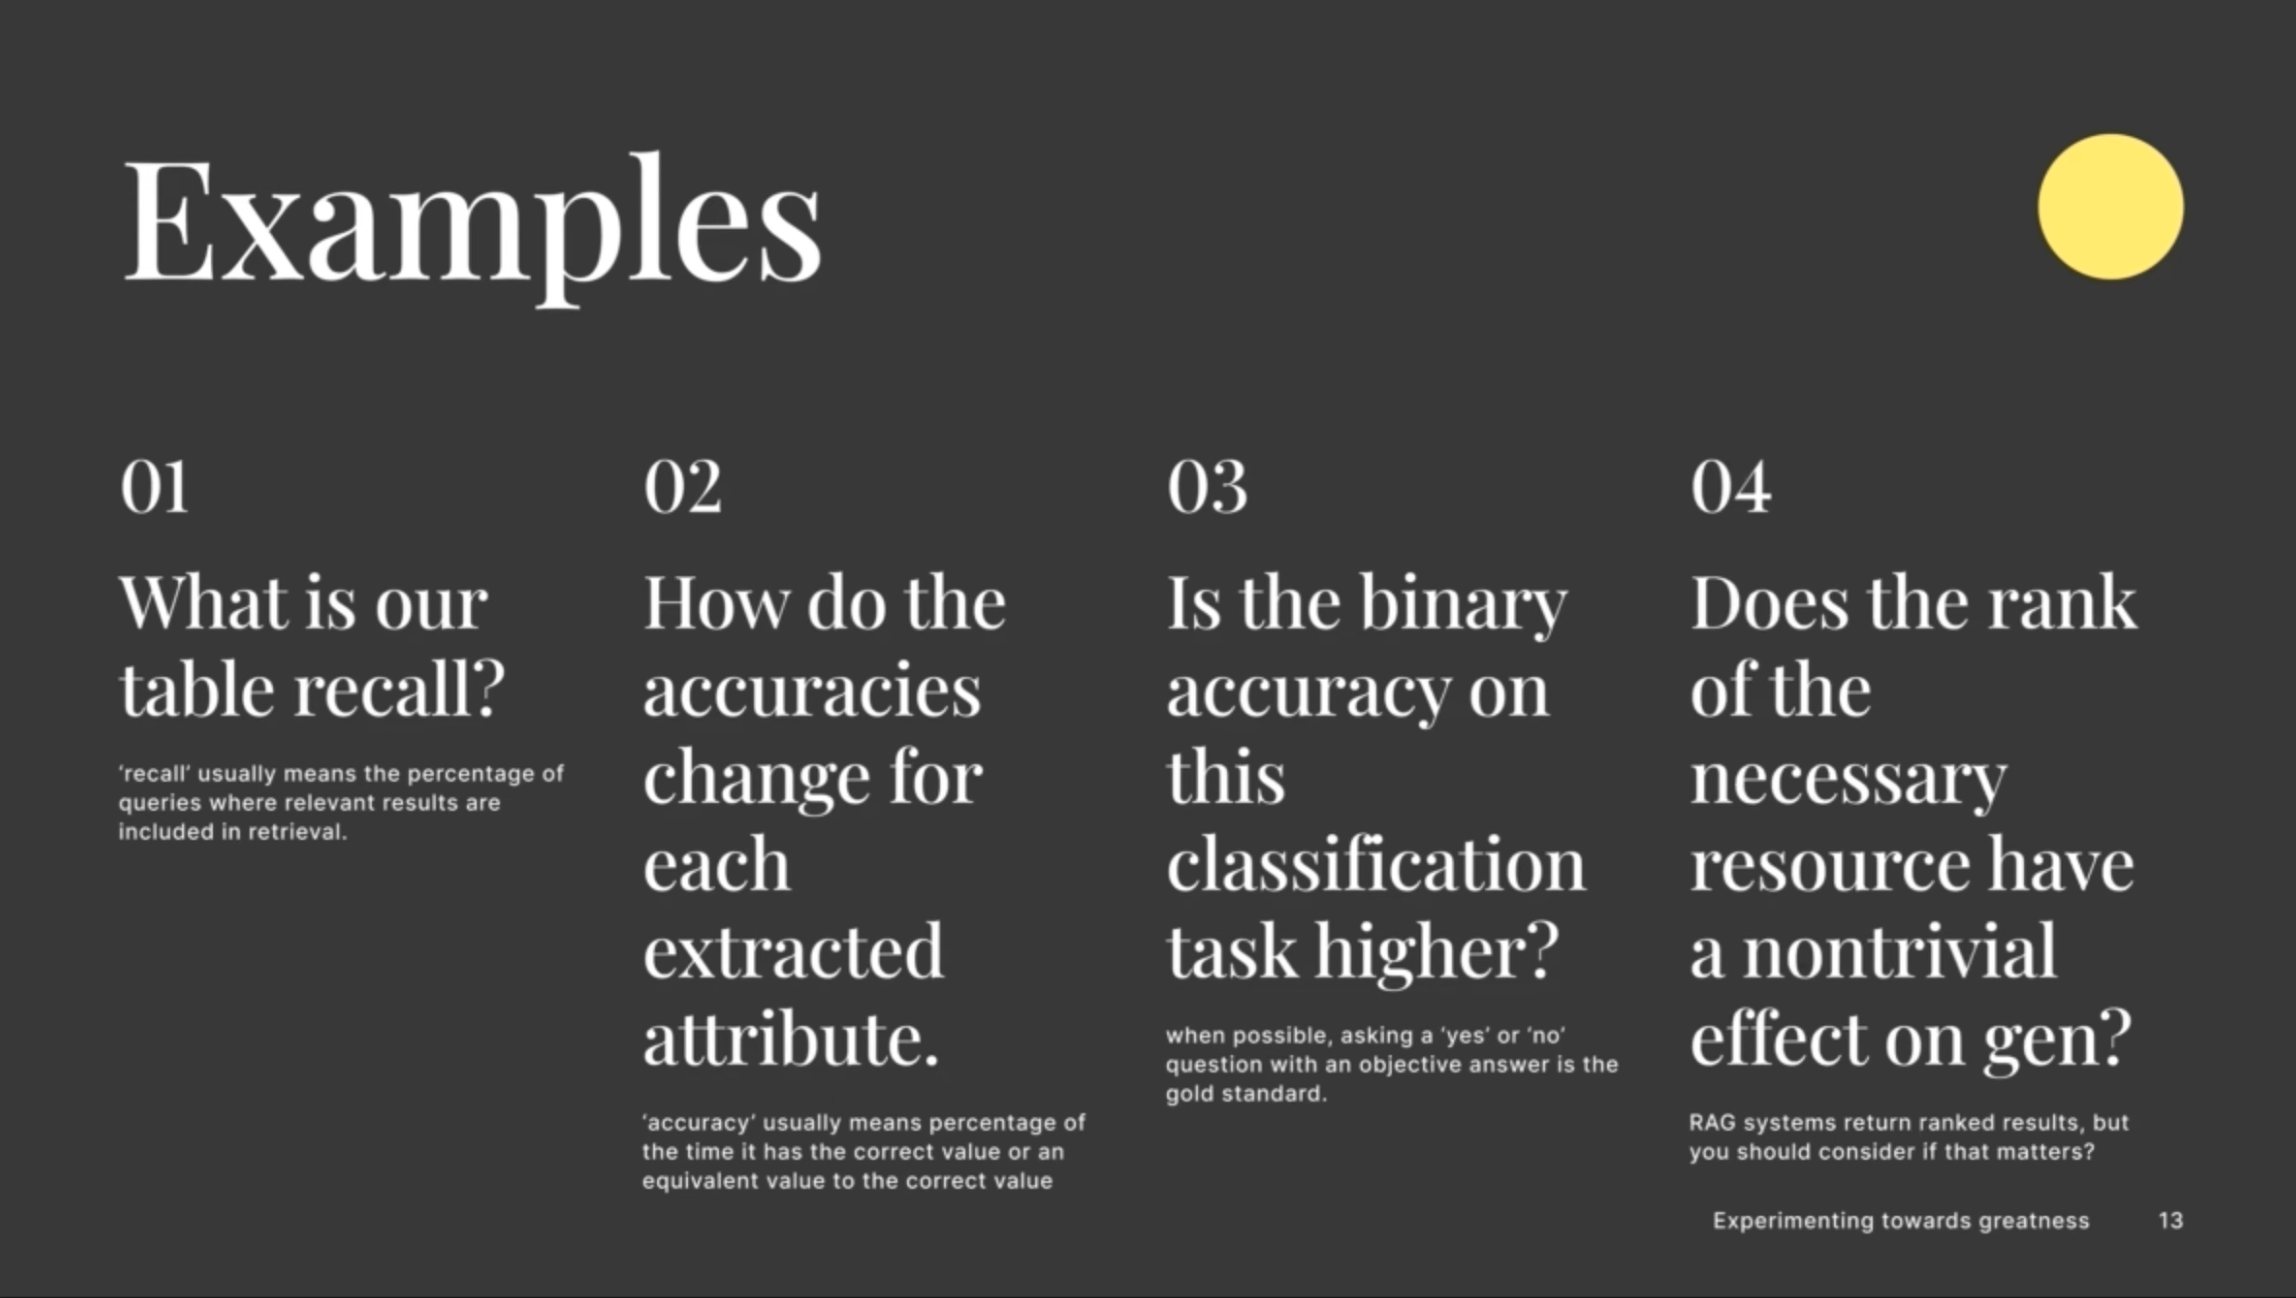 Examples
01
What is our
table recall?
‘recall’ usually means the percentage of
queries where relevant results are
included in retrieval.
02
How do the
accuracies
change for
each
extracted
attribute.
‘accuracy’ usually means percentage of
the time it has the correct value or an
equivalent value to the correct value
03
Is the binary
accuracy on
this
classification
task higher?
when possible, asking a ‘yes’ or ‘no’
question with an objective answer is the
gold standard.
04
Does the rank
of the
necessary
resource have
a nontrivial
effect on gen?
RAG systems return ranked results, but
you should consider if that matters?
Experimenting towards greatness 13